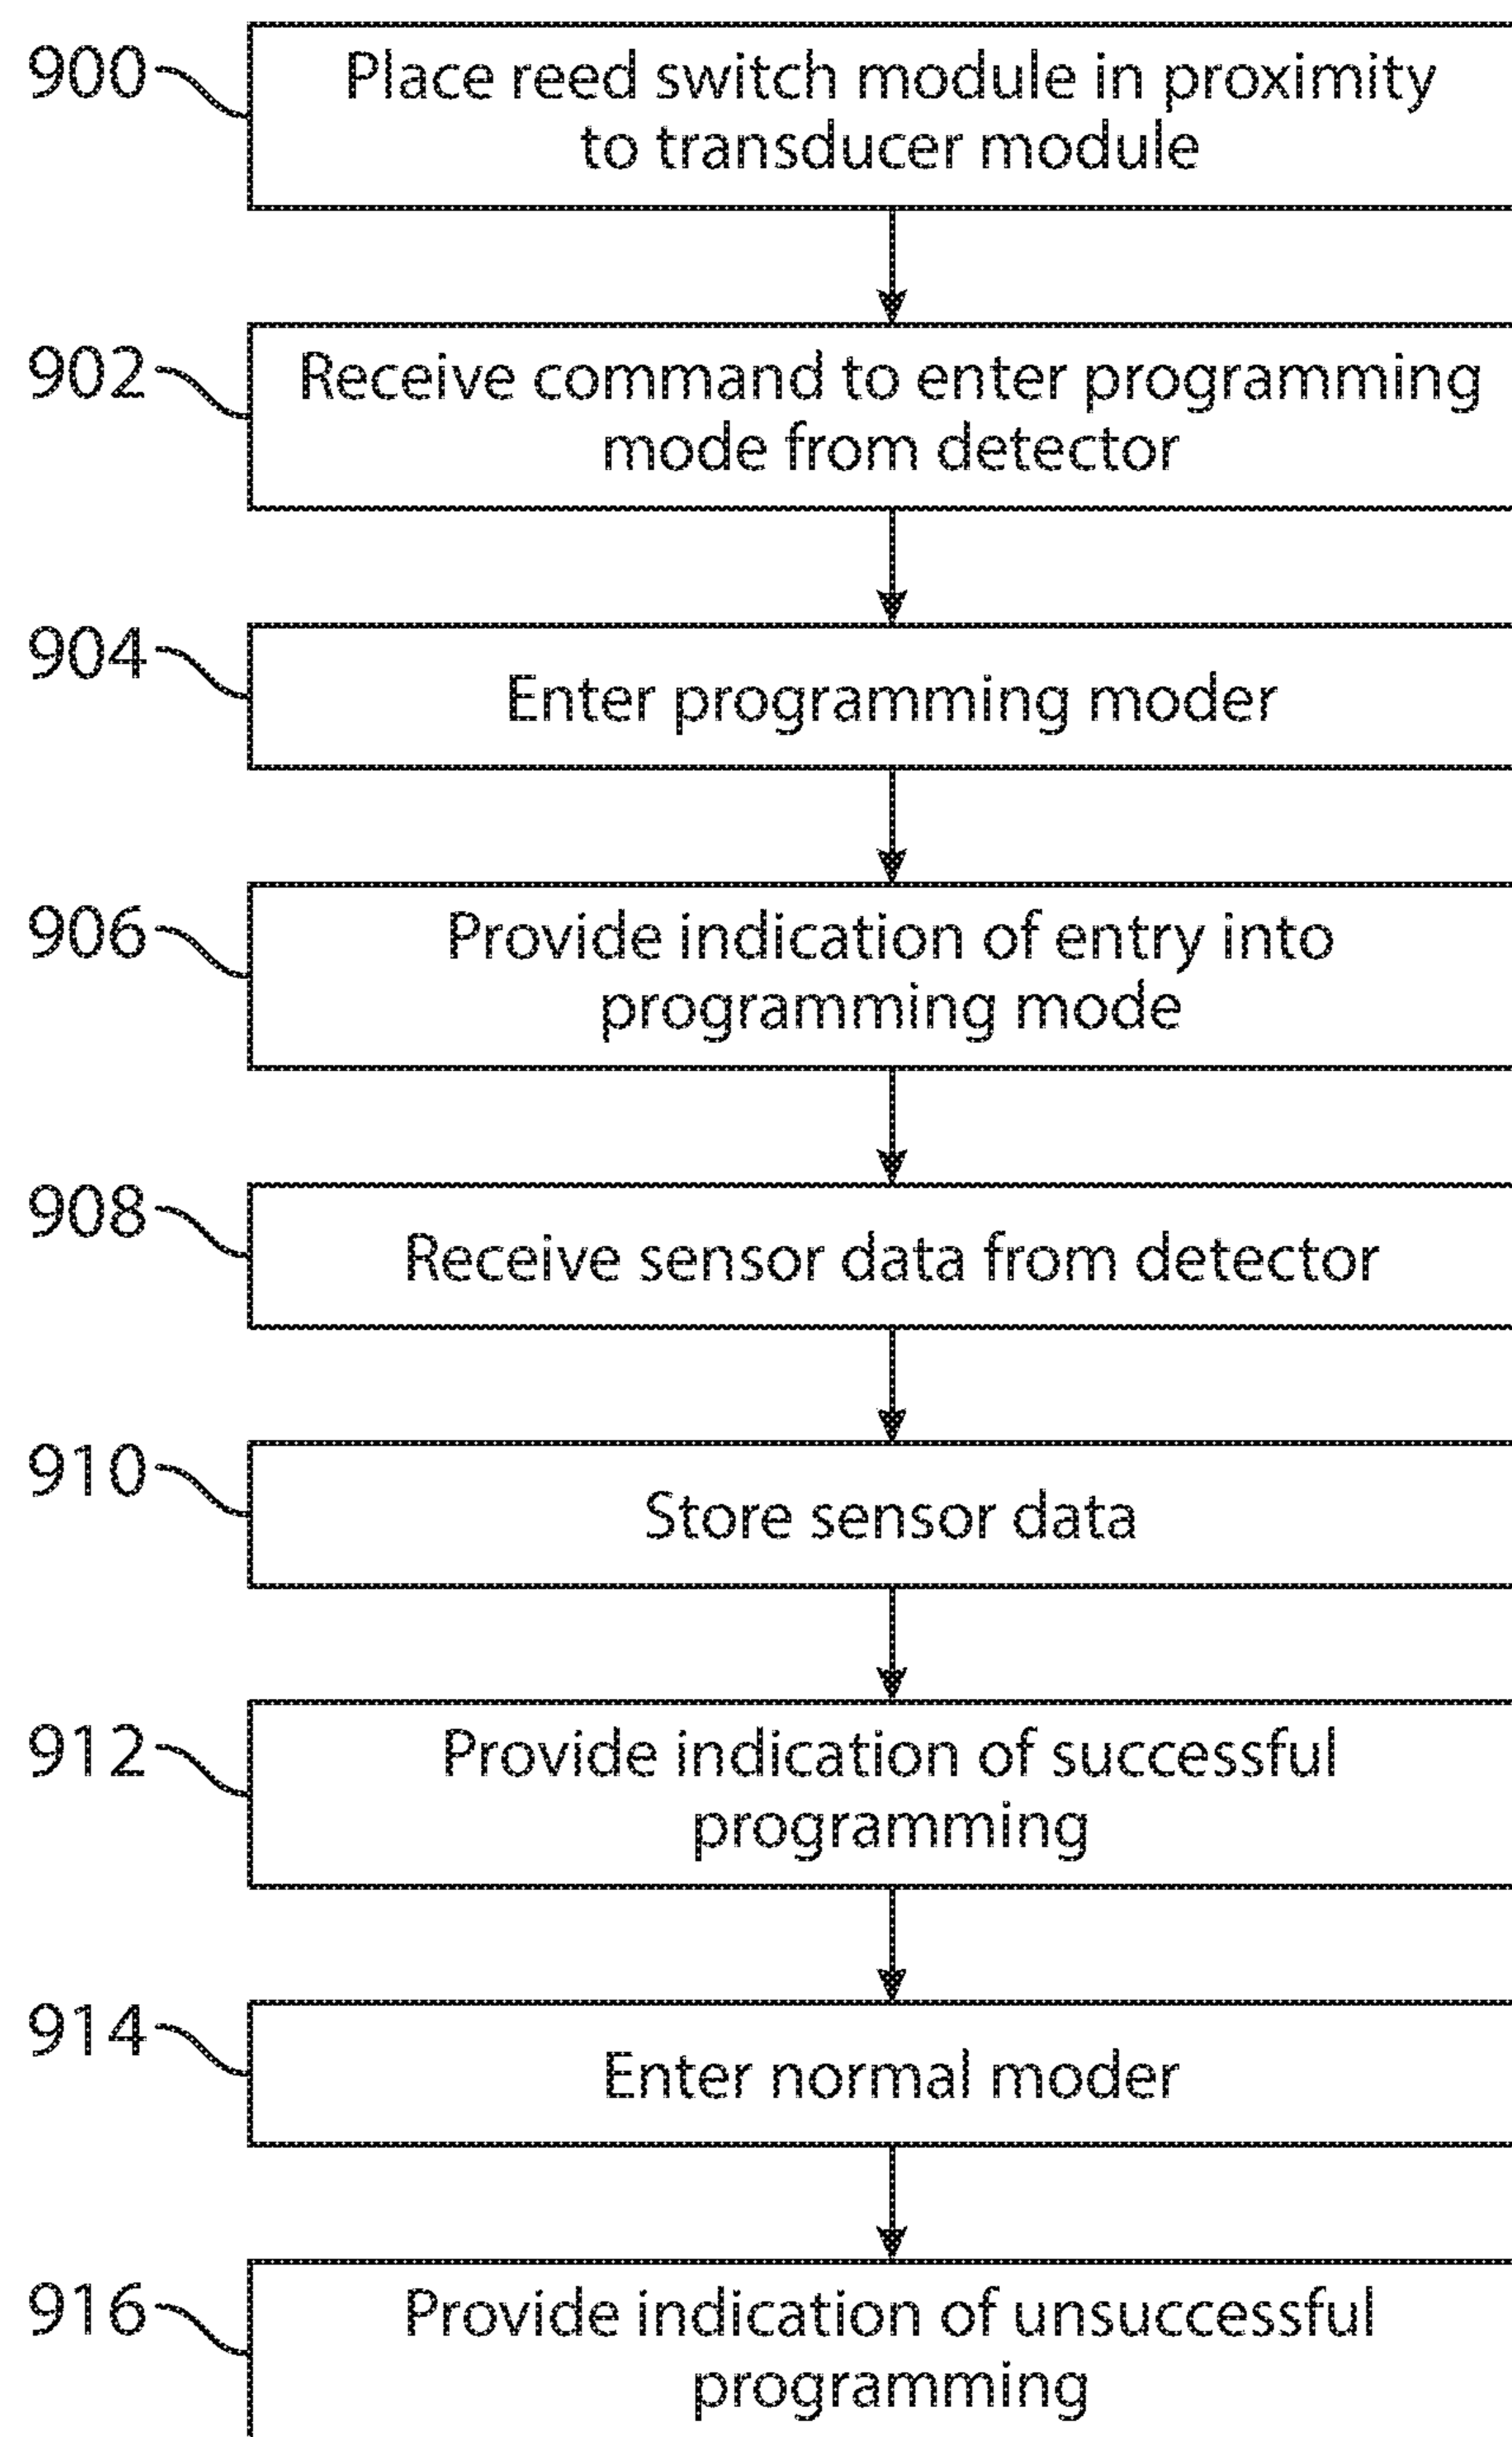 900
Place reed switch module in proximity
to transducer module
902
Receive command to enter programming
mode from detector
904
Enter programming moder
906
Provide indication of entry into
programming mode
908
Receive sensor data from detector
910
Store sensor data
912
Provide indication of successful
programming
914
Enter normal moder
916
Provide indication of unsuccessful
programming